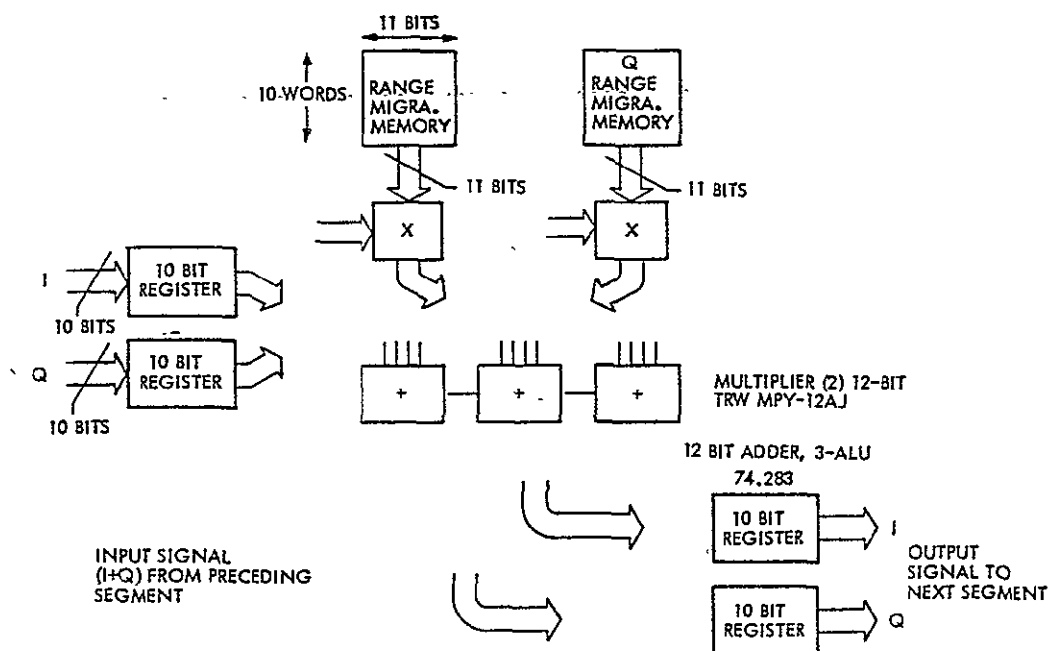 11 BITS
10 WORDS
RANGE
MIGRA.
MEMORY
Q
RANGE
MIGRA.
MEMORY
11 BITS
11 BITS
X
X
I
10 BIT
REGISTER
10 BITS
Q
10 BIT
REGISTER
10 BITS
+
+
+
MULTIPLIER (2) 12-BIT
TRW MPY-12AJ
12 BIT ADDER, 3-ALU
74.283
10 BIT
REGISTER
I
INPUT SIGNAL
(I+Q) FROM PRECEDING
SEGMENT
OUTPUT
SIGNAL TO
NEXT SEGMENT
10 BIT
REGISTER
Q